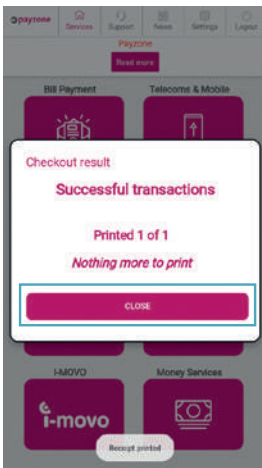 payzone
Services
Support
News
Settings
Logout
Payzone
Read more
Bill Payment
Telecoms & Mobile
Checkout result
Successful transactions
Printed 1 of 1
Nothing more to print
CLOSE
I-MOVO
Money Services
i-movo
Receipt printed